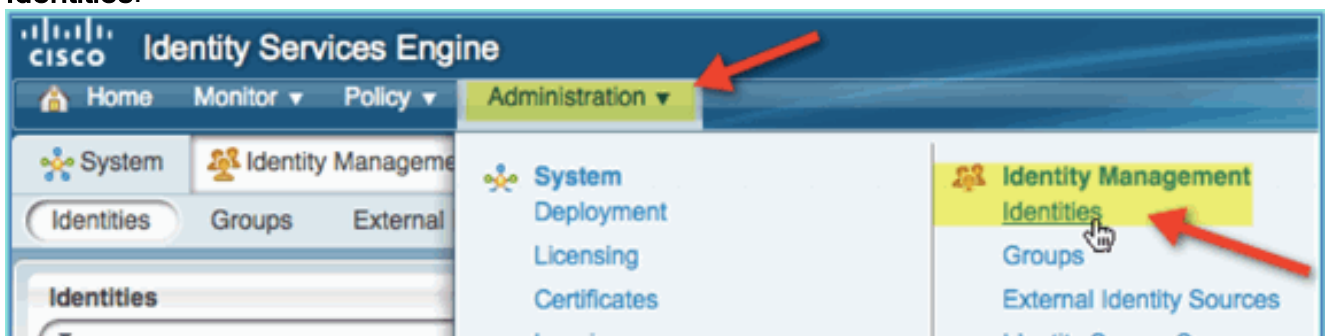 Identities.
CISCO Identity Services Engine
Home Monitor ▾ Policy ▾ Administration ▾
System Identity Manageme
Identities Groups External
Identities
System
Deployment
Licensing
Certificates
Identity Management
Identities
Groups
External Identity Sources